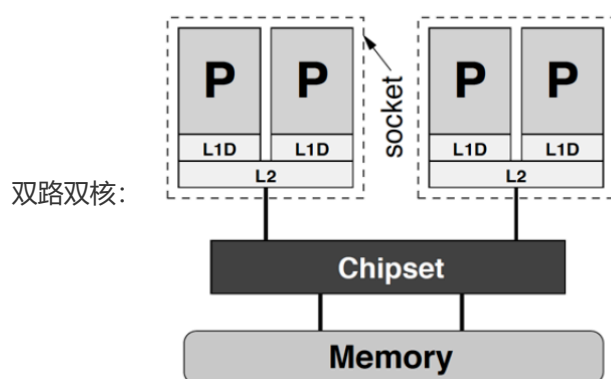 P P P P
socket
L1D L1D L1D L1D
L2 L2
双路双核：
Chipset
Memory